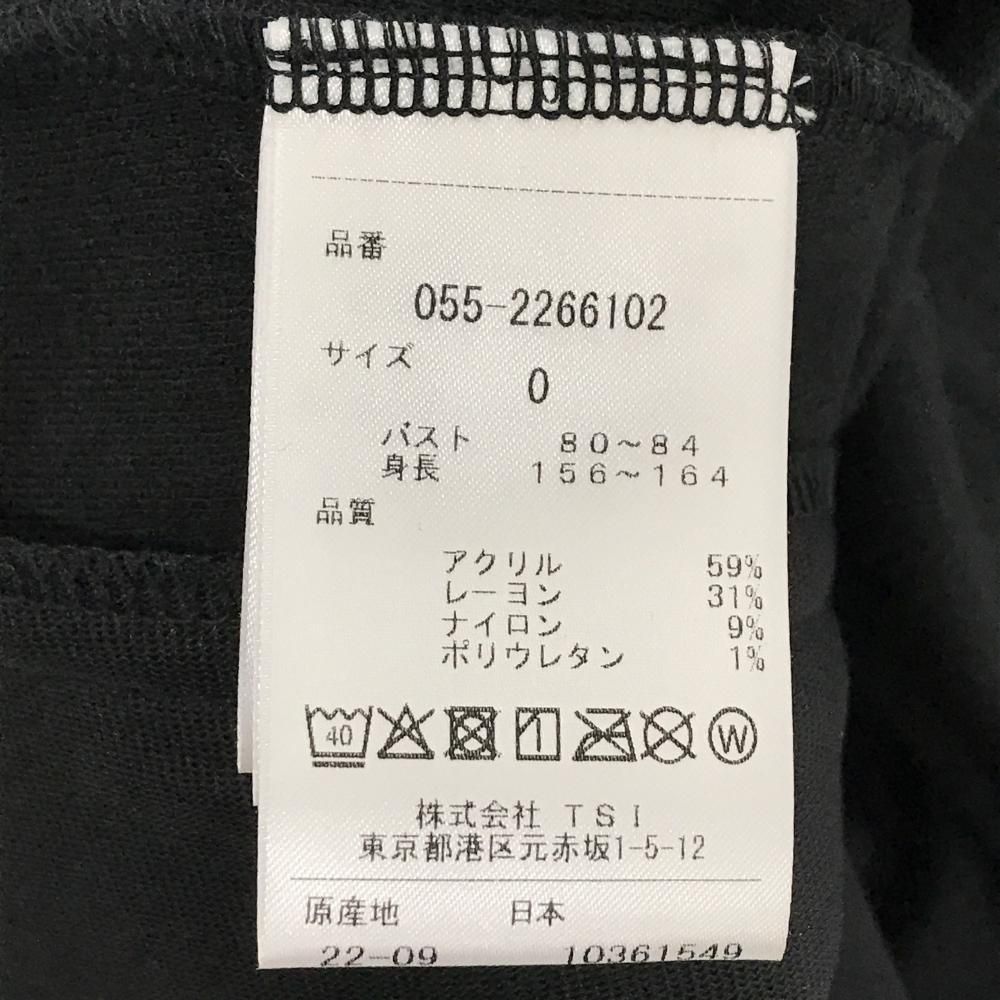 品番
055-2266102
サイズ
0
バスト 80~84
身長 156~164
品質
アクリル 59%
レーヨン 31%
ナイロン 9%
ポリウレタン 1%
40 W
株式会社 TSI
東京都港区元赤坂1-5-12
原産地 日本
22-09 10361549